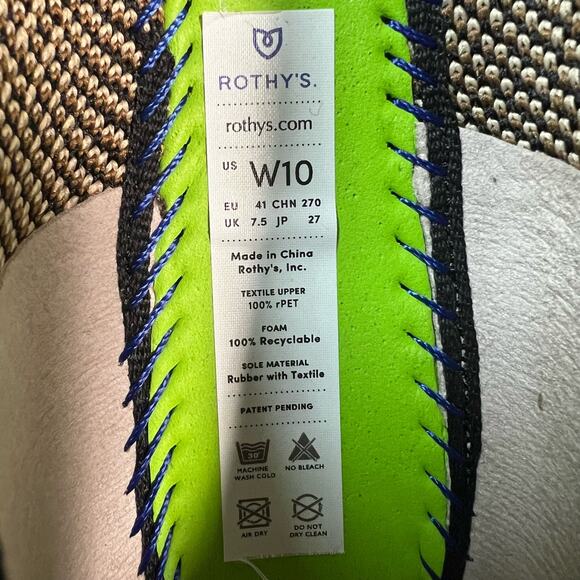 ROTHY'S.
rothys.com
US W10
EU 41 CHN 270
UK 7.5 JP 27
Made in China
Rothy's, Inc.
TEXTILE UPPER
100% rPET
FOAM
100% Recyclable
SOLE MATERIAL
Rubber with Textile
PATENT PENDING
30°
MACHINE WASH COLD
NO BLEACH
AIR DRY
DO NOT DRY CLEAN